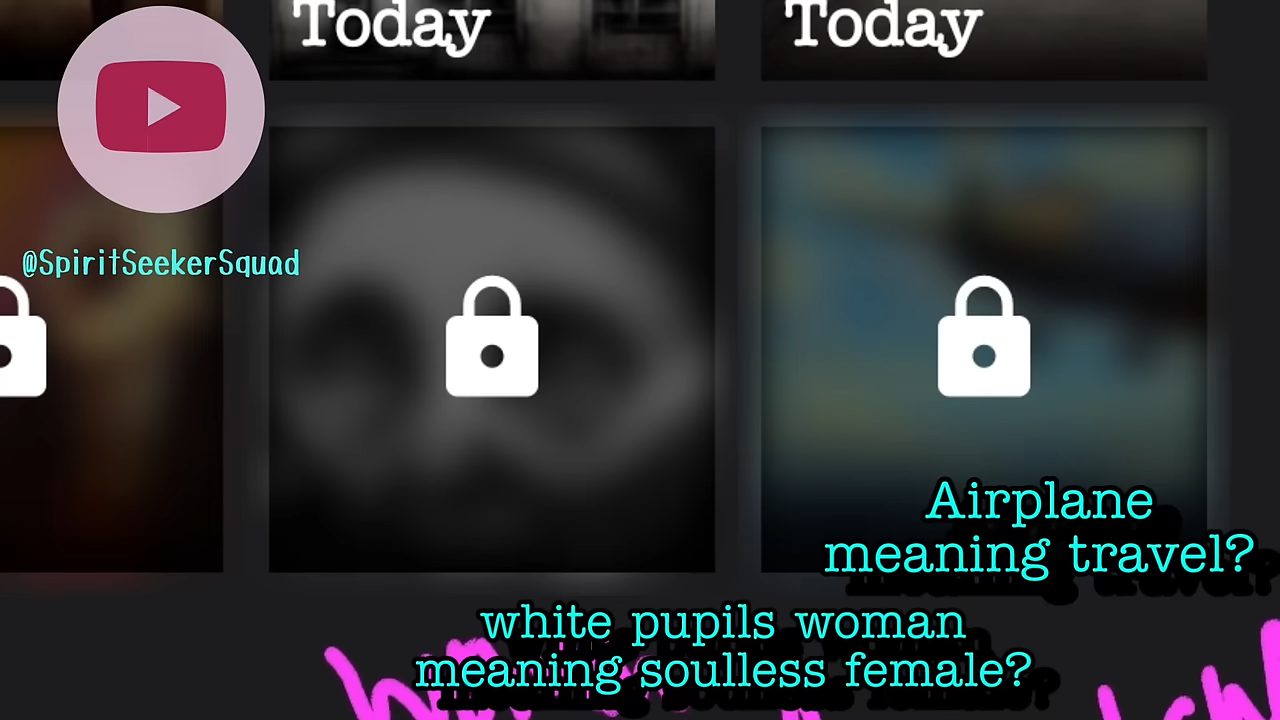 Today
Today
@SpiritSeekerSquad
Airplane
meaning travel?
white pupils woman
meaning soulless female?